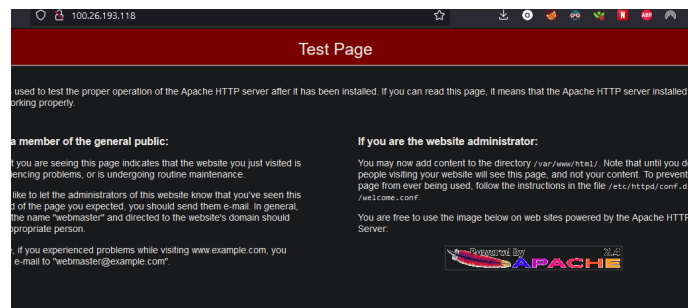 100.26.193.118
Test Page
used to test the proper operation of the Apache HTTP server after it has been installed. If you can read this page, it means that the Apache HTTP server installed
orking properly.
a member of the general public:
t you are seeing this page indicates that the website you just visited is
iencing problems, or is undergoing routine maintenance.
like to let the administrators of this website know that you've seen this
d of the page you expected, you should send them e-mail. In general,
the name "webmaster" and directed to the website's domain should
ppropriate person.
, if you experienced problems while visiting www.example.com, you
e-mail to "webmaster@example.com".
If you are the website administrator:
You may now add content to the directory /var/www/html/. Note that until you d
people visiting your website will see this page, and not your content. To prevent
page from ever being used, follow the instructions in the file /etc/httpd/conf.d
/welcome.conf.
You are free to use the image below on web sites powered by the Apache HTTP
Server:
Powered by 2.4
APACHE